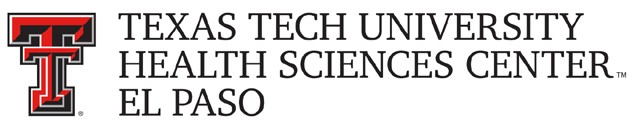 TEXAS TECH UNIVERSITY
HEALTH SCIENCES CENTER™
EL PASO
®